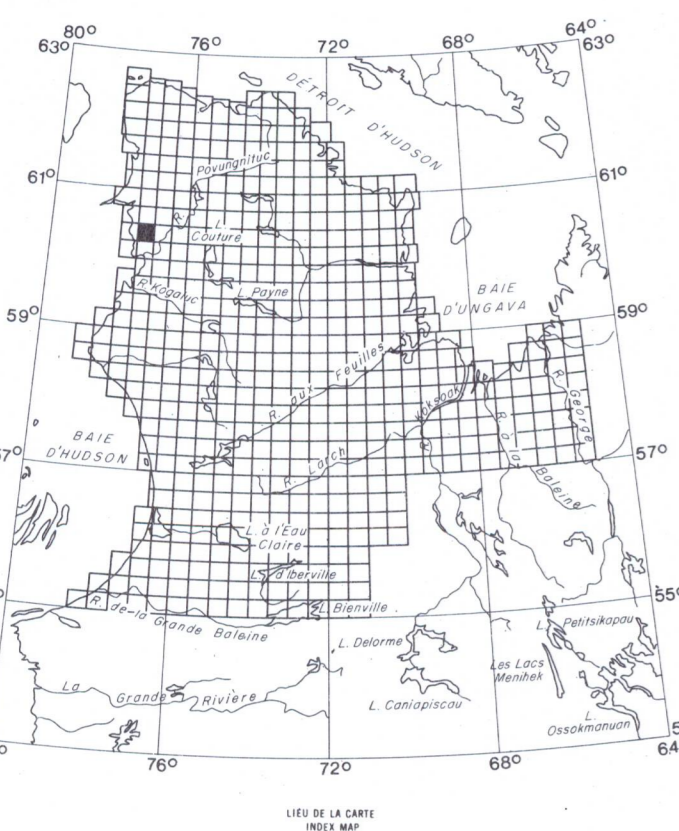 80°
76°
72°
68°
64°
63°
63°
DÉTROIT D'HUDSON
Povungnituc
R.
61°
61°
L.
Couture
R. Kogaluc
L. Payne
BAIE
D'UNGAVA
59°
59°
R. aux Feuilles
Koksoak
R.
R. George
R. à la Baleine
BAIE
D'HUDSON
57°
57°
R. Larch
L. à l'Eau
Claire
L. d'Iberville
L. Bienville
55°
R. de-la Grande Baleine
L. Petitsikapau
L. Delorme
Les Lacs
Menihek
La Grande Rivière
L. Caniapiscau
L.
Ossokmanuan
76°
72°
68°
64
LIEU DE LA CARTE
INDEX MAP